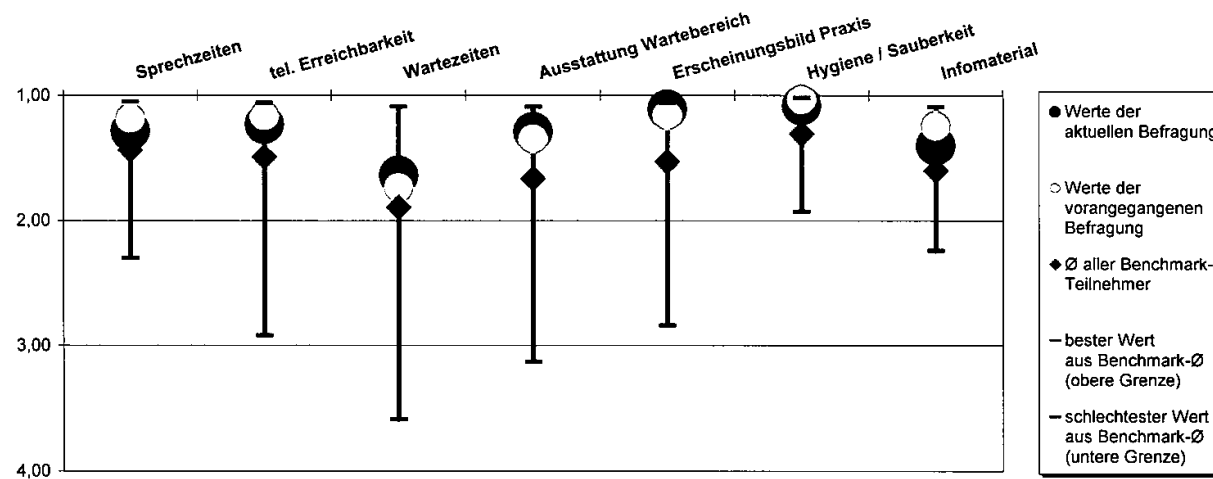 Sprechzeiten
tel. Erreichbarkeit
Wartezeiten
Ausstattung Wartebereich
Erscheinungsbild Praxis
Hygiene / Sauberkeit
Infomaterial
1,00
2,00
3,00
4,00
Werte der
aktuellen Befragung
Werte der
vorangegangenen
Befragung
Ø aller Benchmark-
Teilnehmer
bester Wert
aus Benchmark-Ø
(obere Grenze)
schlechtester Wert
aus Benchmark-Ø
(untere Grenze)